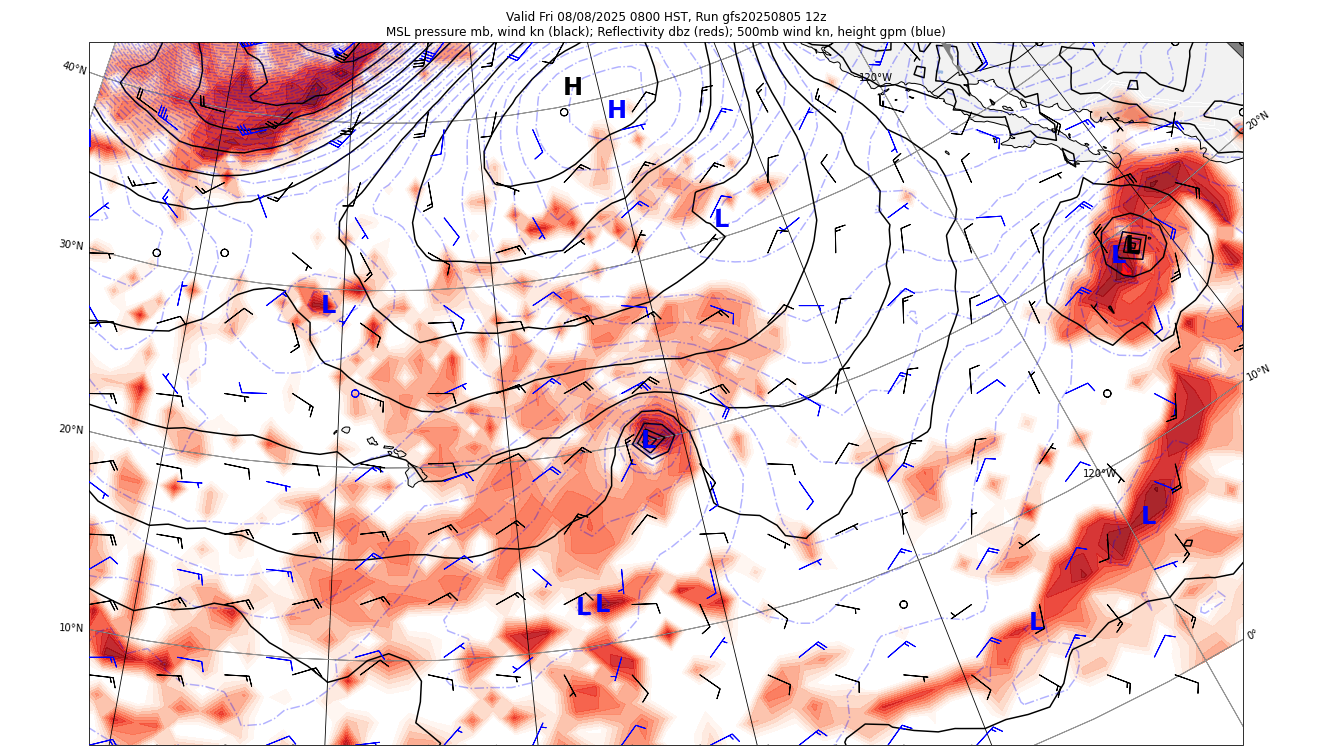 Valid Fri 08/08/2025 0800 HST, Run gfs20250805 12z
MSL pressure mb, wind kn (black); Reflectivity dbz (reds); 500mb wind kn, height gpm (blue)
40°N
120°W
H
H
20°N
L
30°N
L
L
L
10°N
20°N
L
120°W
L
L L
10°N
L
0°